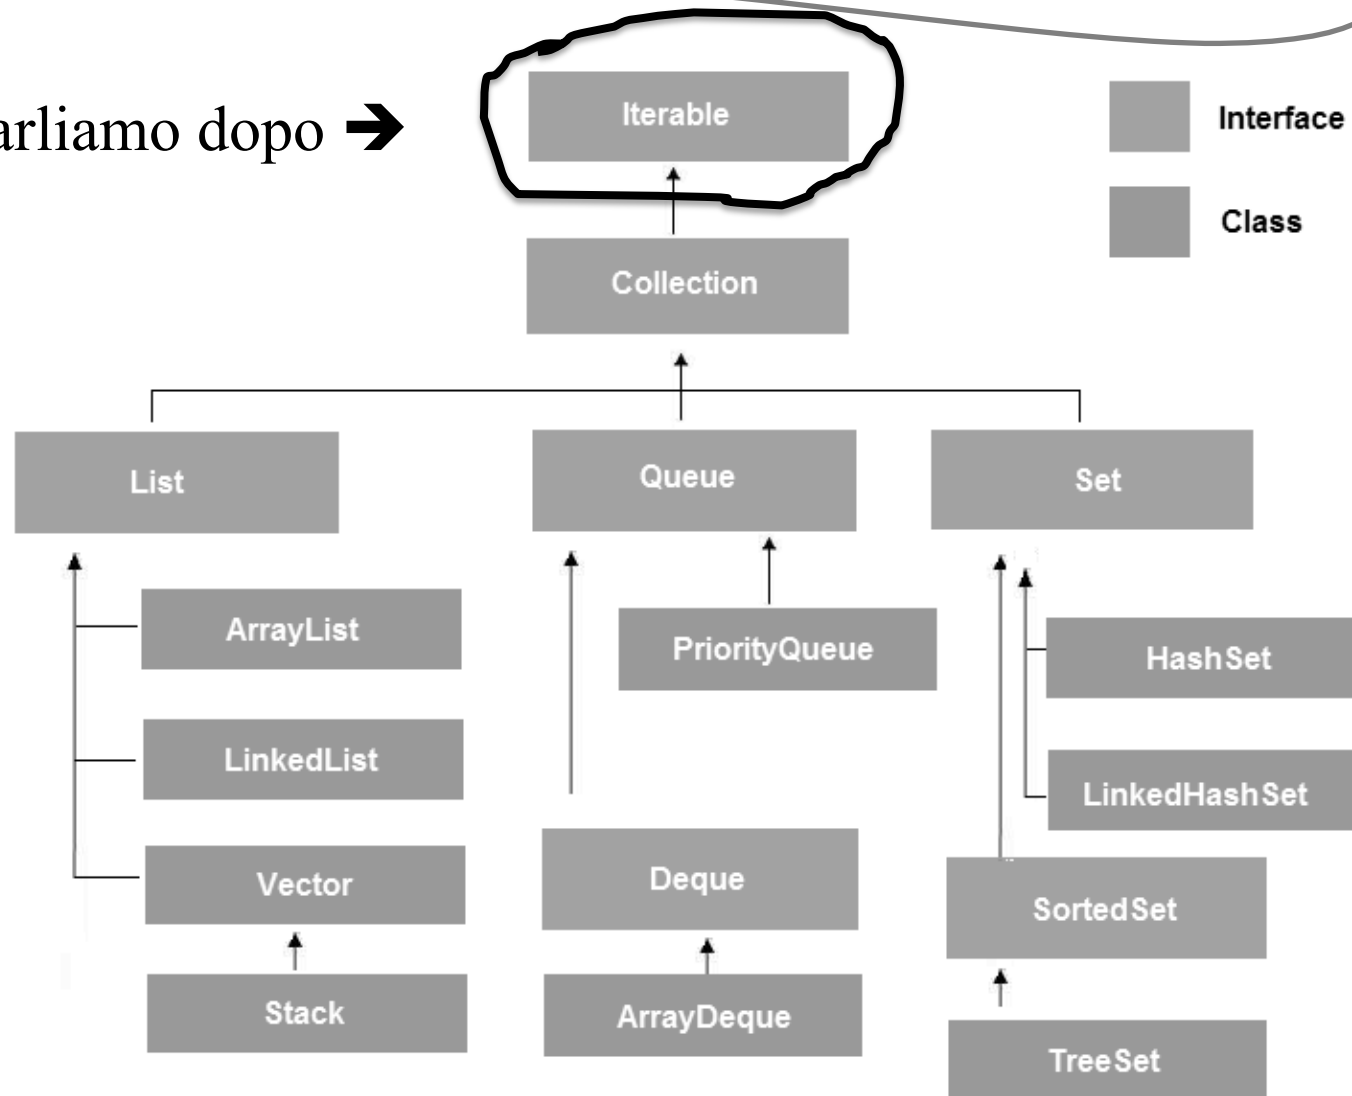 arliamo dopo ➔
Iterable
Interface
Class
Collection
List
Queue
Set
ArrayList
PriorityQueue
HashSet
LinkedList
LinkedHashSet
Vector
Deque
SortedSet
Stack
ArrayDeque
TreeSet